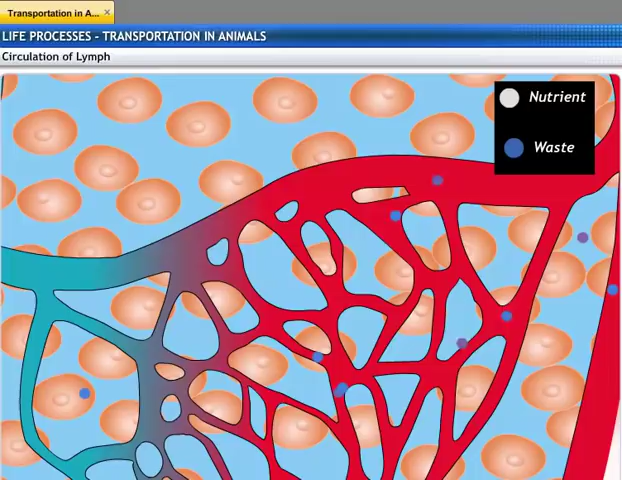 Transportation in A...
LIFE PROCESSES - TRANSPORTATION IN ANIMALS
Circulation of Lymph
Nutrient
Waste